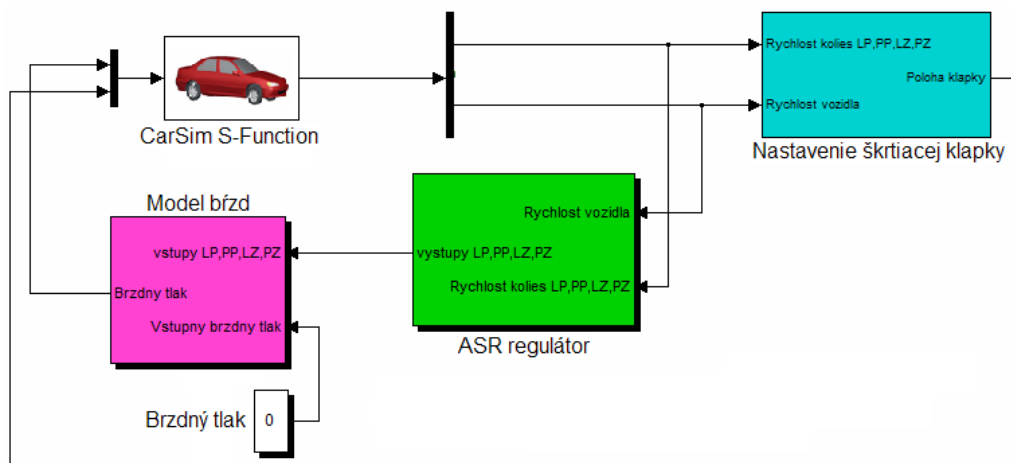 Rychlost kolies LP,PP,LZ,PZ
Poloha klapky
Rychlost vozidla
CarSim S-Function
Nastavenie škrtiacej klapky
Model bŕzd
Rychlost vozidla
vstupy LP,PP,LZ,PZ
vystupy LP,PP,LZ,PZ
Rychlost kolies LP,PP,LZ,PZ
Brzdny tlak
Vstupny brzdny tlak
ASR regulátor
Brzdný tlak
0